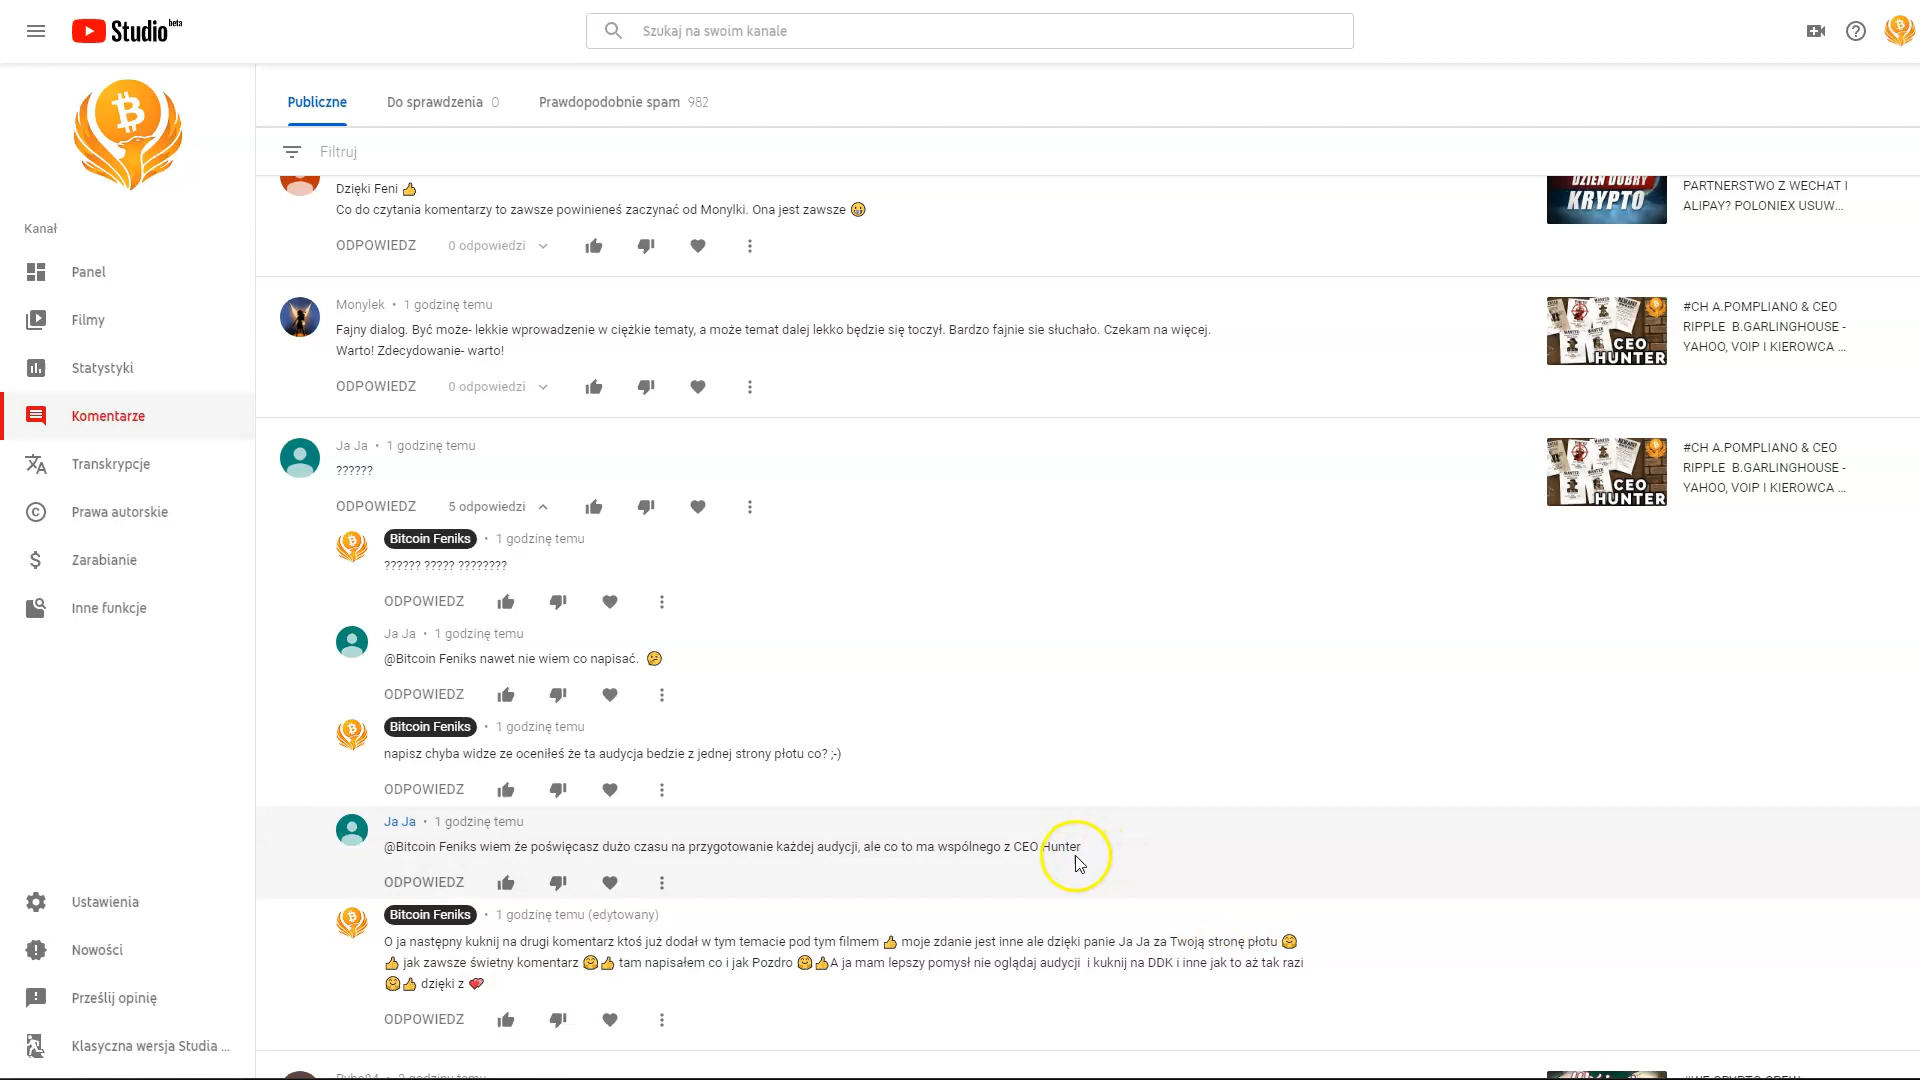 Studio beta
Szukaj na swoim kanale
Kanał
Panel
Filmy
Statystyki
Komentarze
Transkrypcje
Prawa autorskie
Zarabianie
Inne funkcje
Ustawienia
Nowości
Prześlij opinię
Klasyczna wersja Studia ...
Publiczne Do sprawdzenia 0 Prawdopodobnie spam 982
Filtruj
Dzięki Feni
Co do czytania komentarzy to zawsze powinieneś zaczynać od Monylki. Ona jest zawsze
ODPOWIEDZ 0 odpowiedzi
DZIEŃ DOBRY
KRYPTO
PARTNERSTWO Z WECHAT I
ALIPAY? POLONIEX USUW...
Monylek • 1 godzinę temu
Fajny dialog. Być może- lekkie wprowadzenie w ciężkie tematy, a może temat dalej lekko będzie się toczył. Bardzo fajnie sie słuchało. Czekam na więcej.
Warto! Zdecydowanie- warto!
ODPOWIEDZ 0 odpowiedzi
CEO
HUNTER
#CH A.POMPLIANO & CEO
RIPPLE B.GARLINGHOUSE -
YAHOO, VOIP I KIEROWCA ...
Ja Ja • 1 godzinę temu
??????
ODPOWIEDZ 5 odpowiedzi
CEO
HUNTER
#CH A.POMPLIANO & CEO
RIPPLE B.GARLINGHOUSE -
YAHOO, VOIP I KIEROWCA ...
Bitcoin Feniks • 1 godzinę temu
?????? ????? ????????
ODPOWIEDZ
Ja Ja • 1 godzinę temu
@Bitcoin Feniks nawet nie wiem co napisać.
ODPOWIEDZ
Bitcoin Feniks • 1 godzinę temu
napisz chyba widze ze oceniłeś że ta audycja bedzie z jednej strony płotu co? ;-)
ODPOWIEDZ
Ja Ja • 1 godzinę temu
@Bitcoin Feniks wiem że poświęcasz dużo czasu na przygotowanie każdej audycji, ale co to ma wspólnego z CEO Hunter
ODPOWIEDZ
Bitcoin Feniks • 1 godzinę temu (edytowany)
O ja następny kuknij na drugi komentarz ktoś już dodał w tym temacie pod tym filmem 👍 moje zdanie jest inne ale dzięki panie Ja Ja za Twoją stronę płotu 🤗
👍 jak zawsze świetny komentarz 🤗👍 tam napisałem co i jak Pozdro 🤗👍A ja mam lepszy pomysł nie oglądaj audycji i kuknij na DDK i inne jak to aż tak razi
🤗👍 dzięki z 💖
ODPOWIEDZ